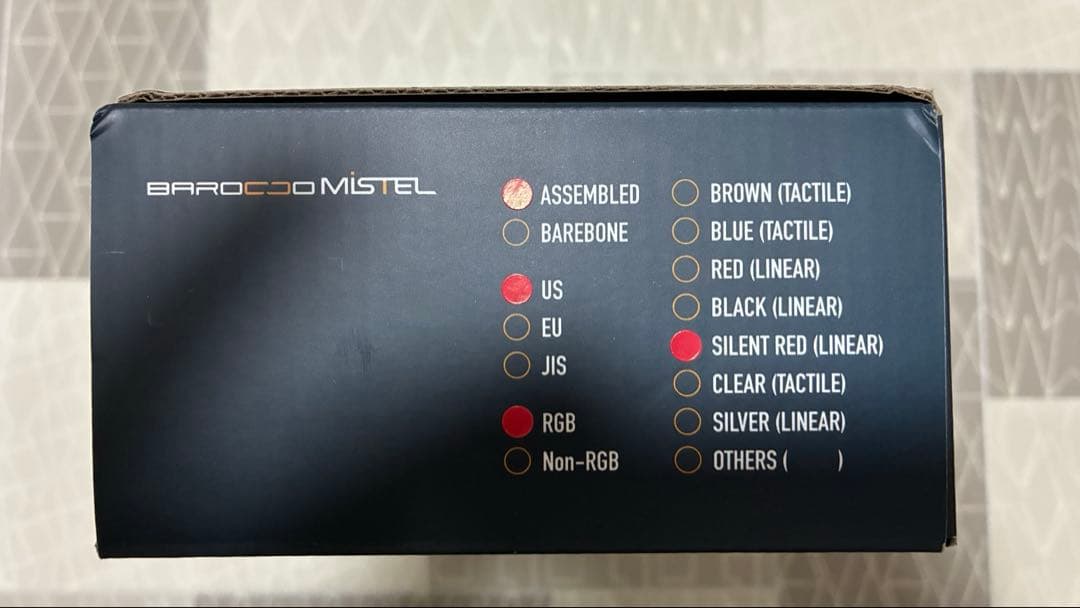 BAROCCO MiSTEL
ASSEMBLED
BAREBONE
US
EU
JIS
RGB
Non-RGB
BROWN (TACTILE)
BLUE (TACTILE)
RED (LINEAR)
BLACK (LINEAR)
SILENT RED (LINEAR)
CLEAR (TACTILE)
SILVER (LINEAR)
OTHERS ( )